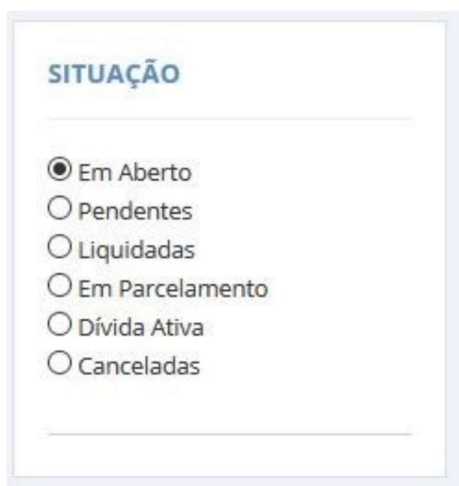 SITUAÇÃO
Em Aberto
Pendentes
Liquidadas
Em Parcelamento
Dívida Ativa
Canceladas